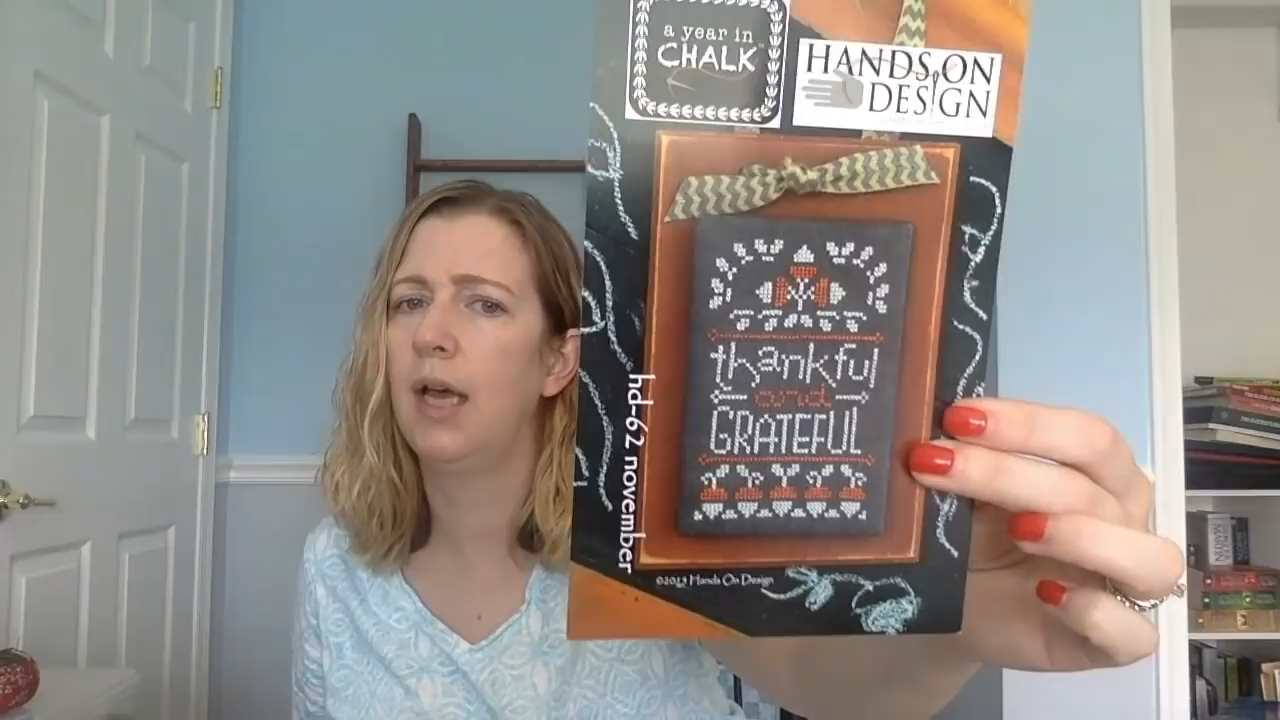 a year in
CHALK
HANDS ON
DESIGN
thankful
and
GRATEFUL
hd-62 november
©2013 Hands On Design